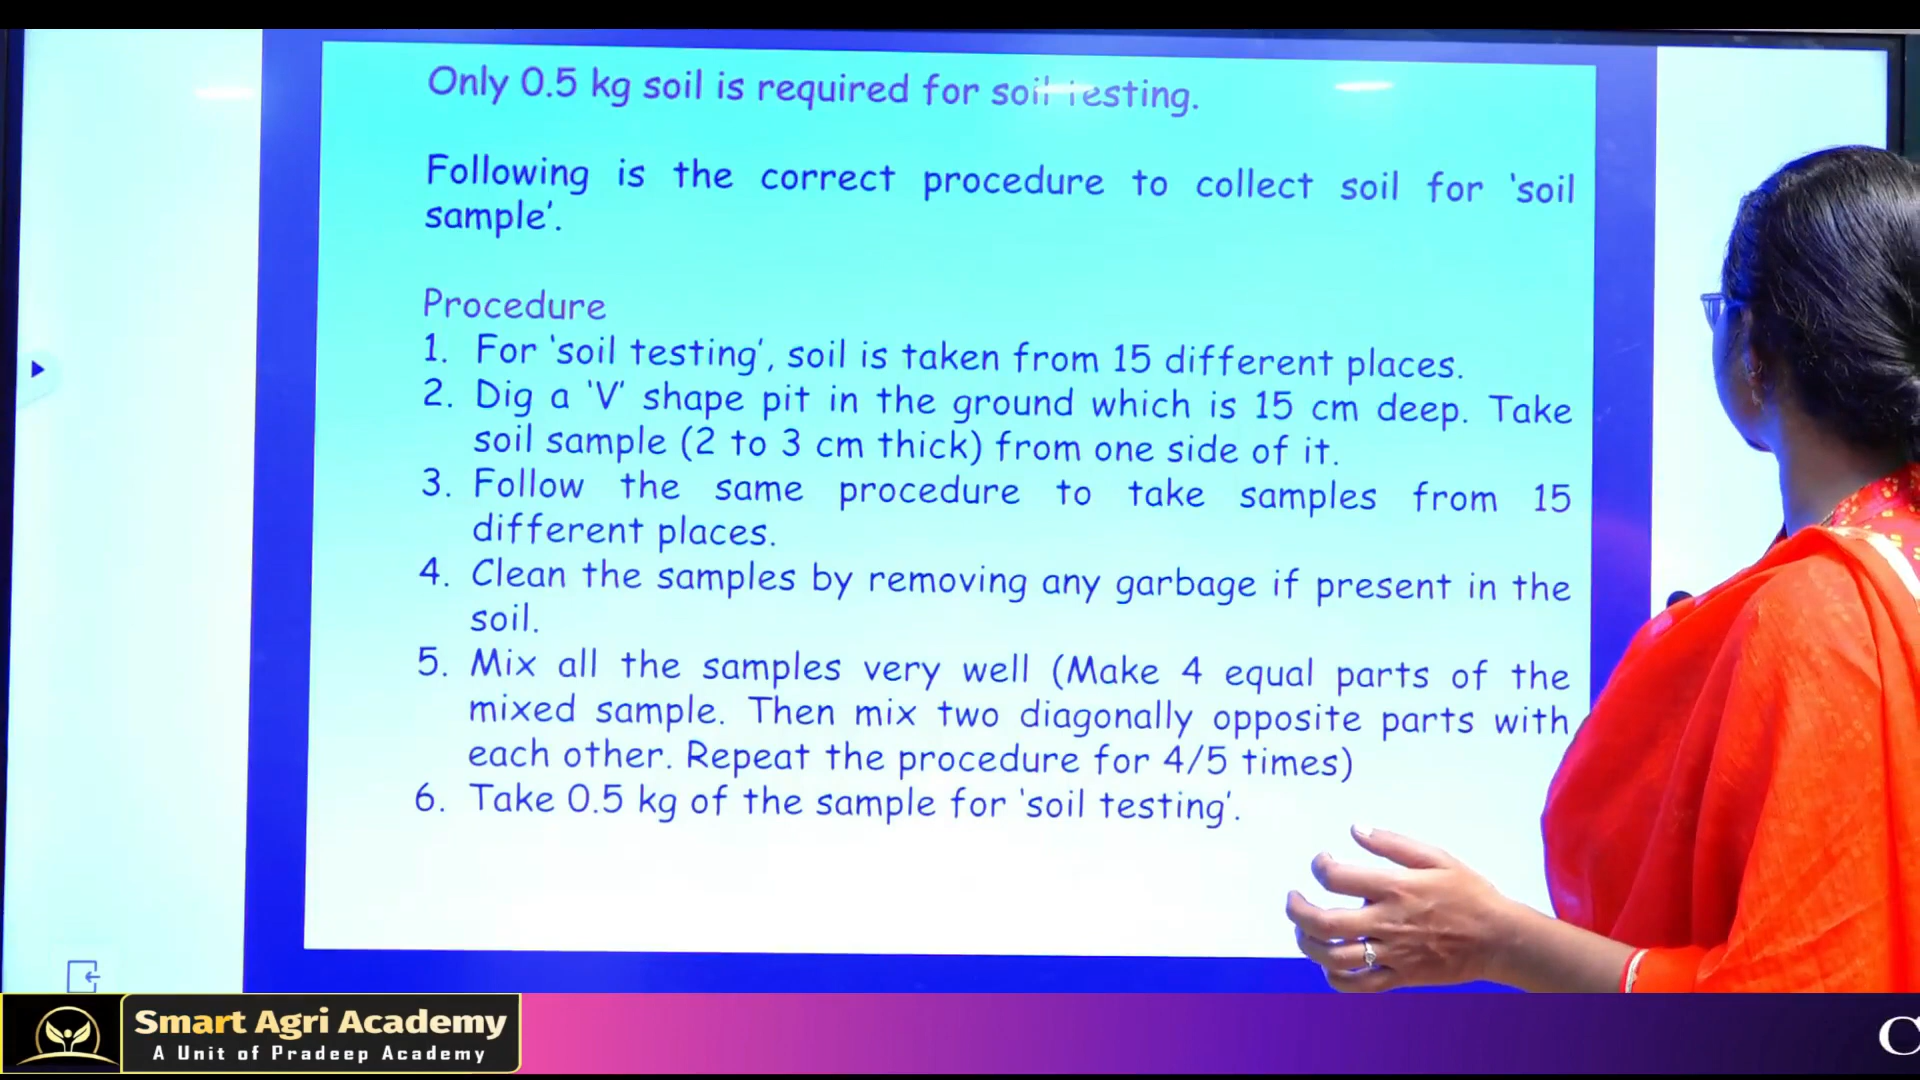 Only 0.5 kg soil is required for soil testing.
Following is the correct procedure to collect soil for 'soil
sample'.
Procedure
1. For 'soil testing', soil is taken from 15 different places.
2. Dig a 'V' shape pit in the ground which is 15 cm deep. Take
soil sample (2 to 3 cm thick) from one side of it.
3. Follow the same procedure to take samples from 15
different places.
4. Clean the samples by removing any garbage if present in the
soil.
5. Mix all the samples very well (Make 4 equal parts of the
mixed sample. Then mix two diagonally opposite parts with
each other. Repeat the procedure for 4/5 times)
6. Take 0.5 kg of the sample for 'soil testing'.
Smart Agri Academy
A Unit of Pradeep Academy